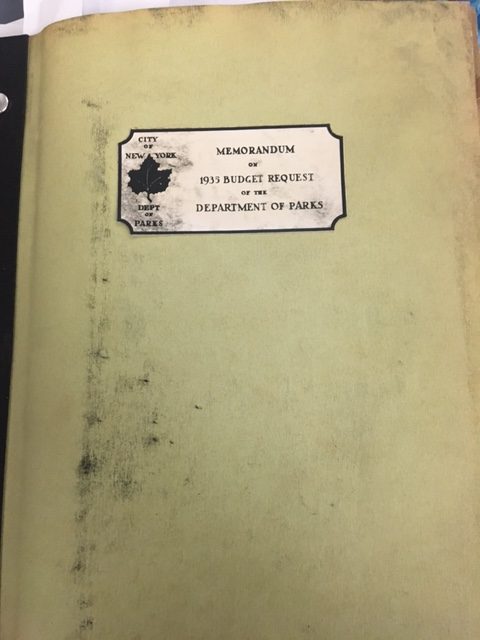 CITY
OF
NEW YORK
DEPT
OF
PARKS
MEMORANDUM
ON
1935 BUDGET REQUEST
OF THE
DEPARTMENT OF PARKS